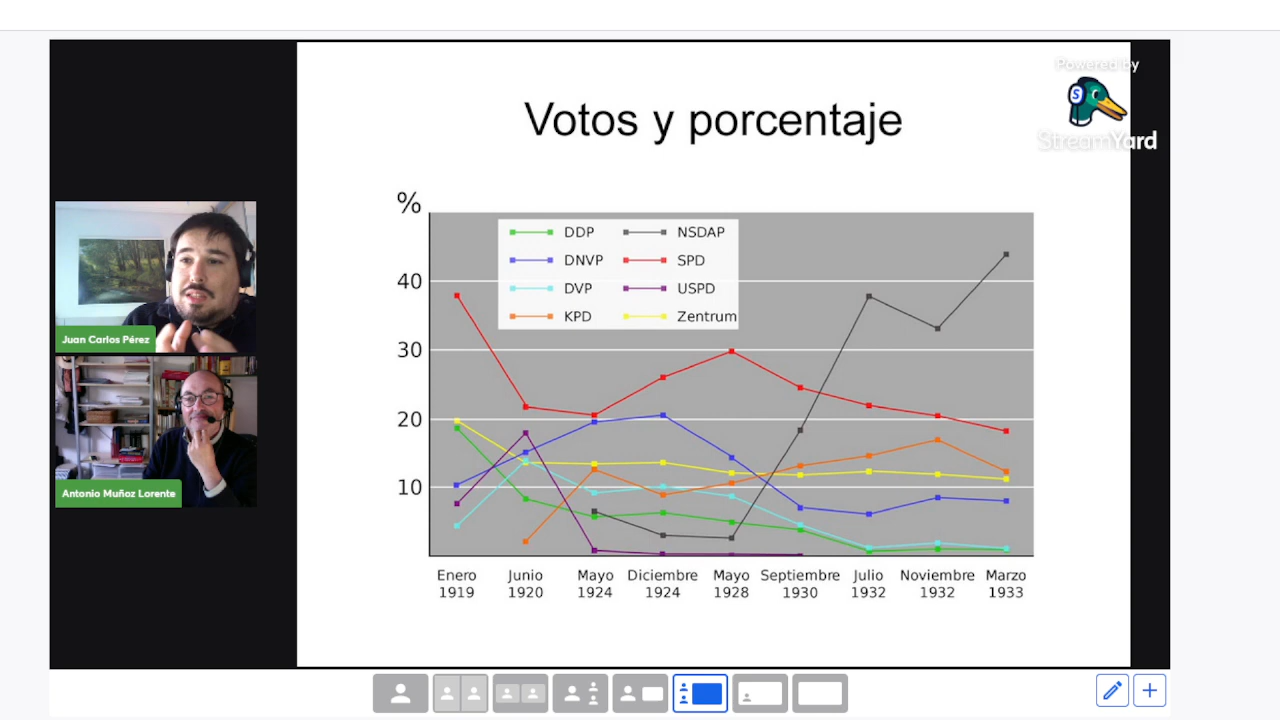 Powered by
StreamYard
Votos y porcentaje
%
DDP
NSDAP
DNVP
SPD
DVP
USPD
KPD
Zentrum
40
30
20
10
Enero 1919
Junio 1920
Mayo 1924
Diciembre 1924
Mayo 1928
Septiembre 1930
Julio 1932
Noviembre 1932
Marzo 1933
Juan Carlos Pérez
Antonio Muñoz Lorente